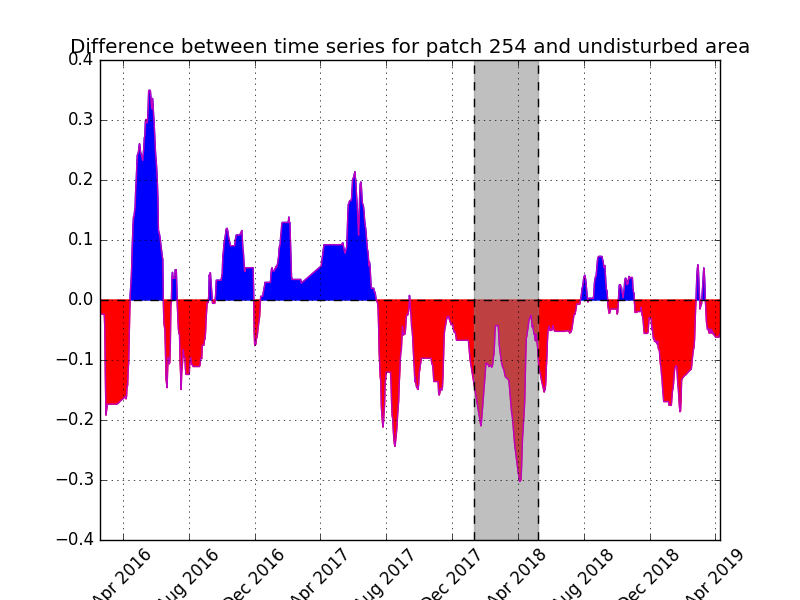 Difference between time series for patch 254 and undisturbed area
0.4
0.3
0.2
0.1
0.0
−0.1
−0.2
−0.3
−0.4
Apr 2016
Aug 2016
Dec 2016
Apr 2017
Aug 2017
Dec 2017
Apr 2018
Aug 2018
Dec 2018
Apr 2019